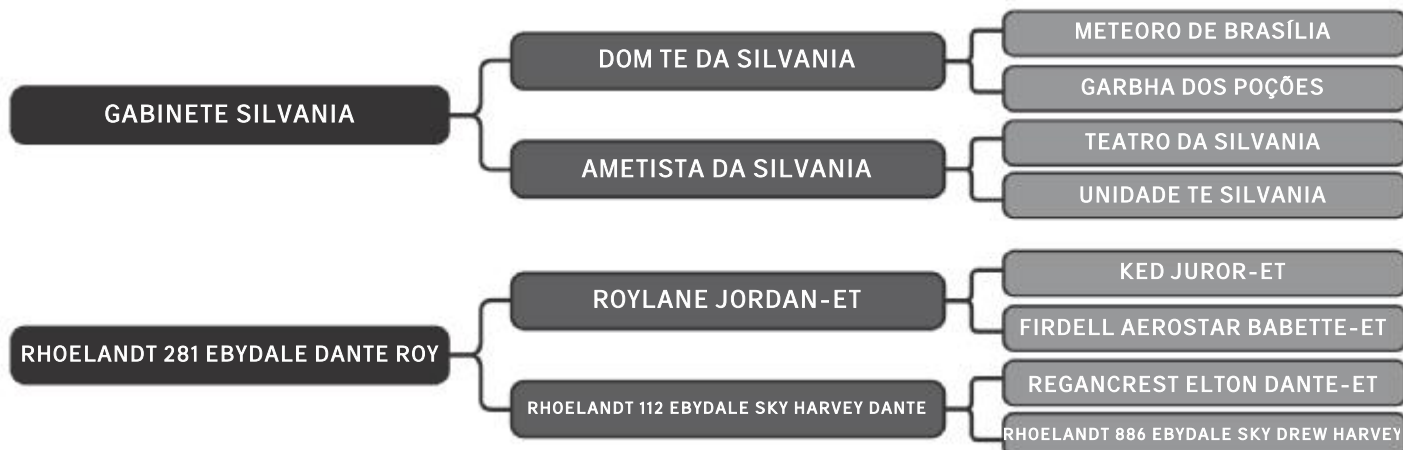 METEORO DE BRASÍLIA
DOM TE DA SILVANIA
GARBHA DOS POÇÕES
GABINETE SILVANIA
TEATRO DA SILVANIA
AMETISTA DA SILVANIA
UNIDADE TE SILVANIA
KED JUROR-ET
ROYLANE JORDAN-ET
FIRDELL AEROSTAR BABETTE-ET
RHOELANDT 281 EBYDALE DANTE ROY
REGANCREST ELTON DANTE-ET
RHOELANDT 112 EBYDALE SKY HARVEY DANTE
RHOELANDT 886 EBYDALE SKY DREW HARVEY